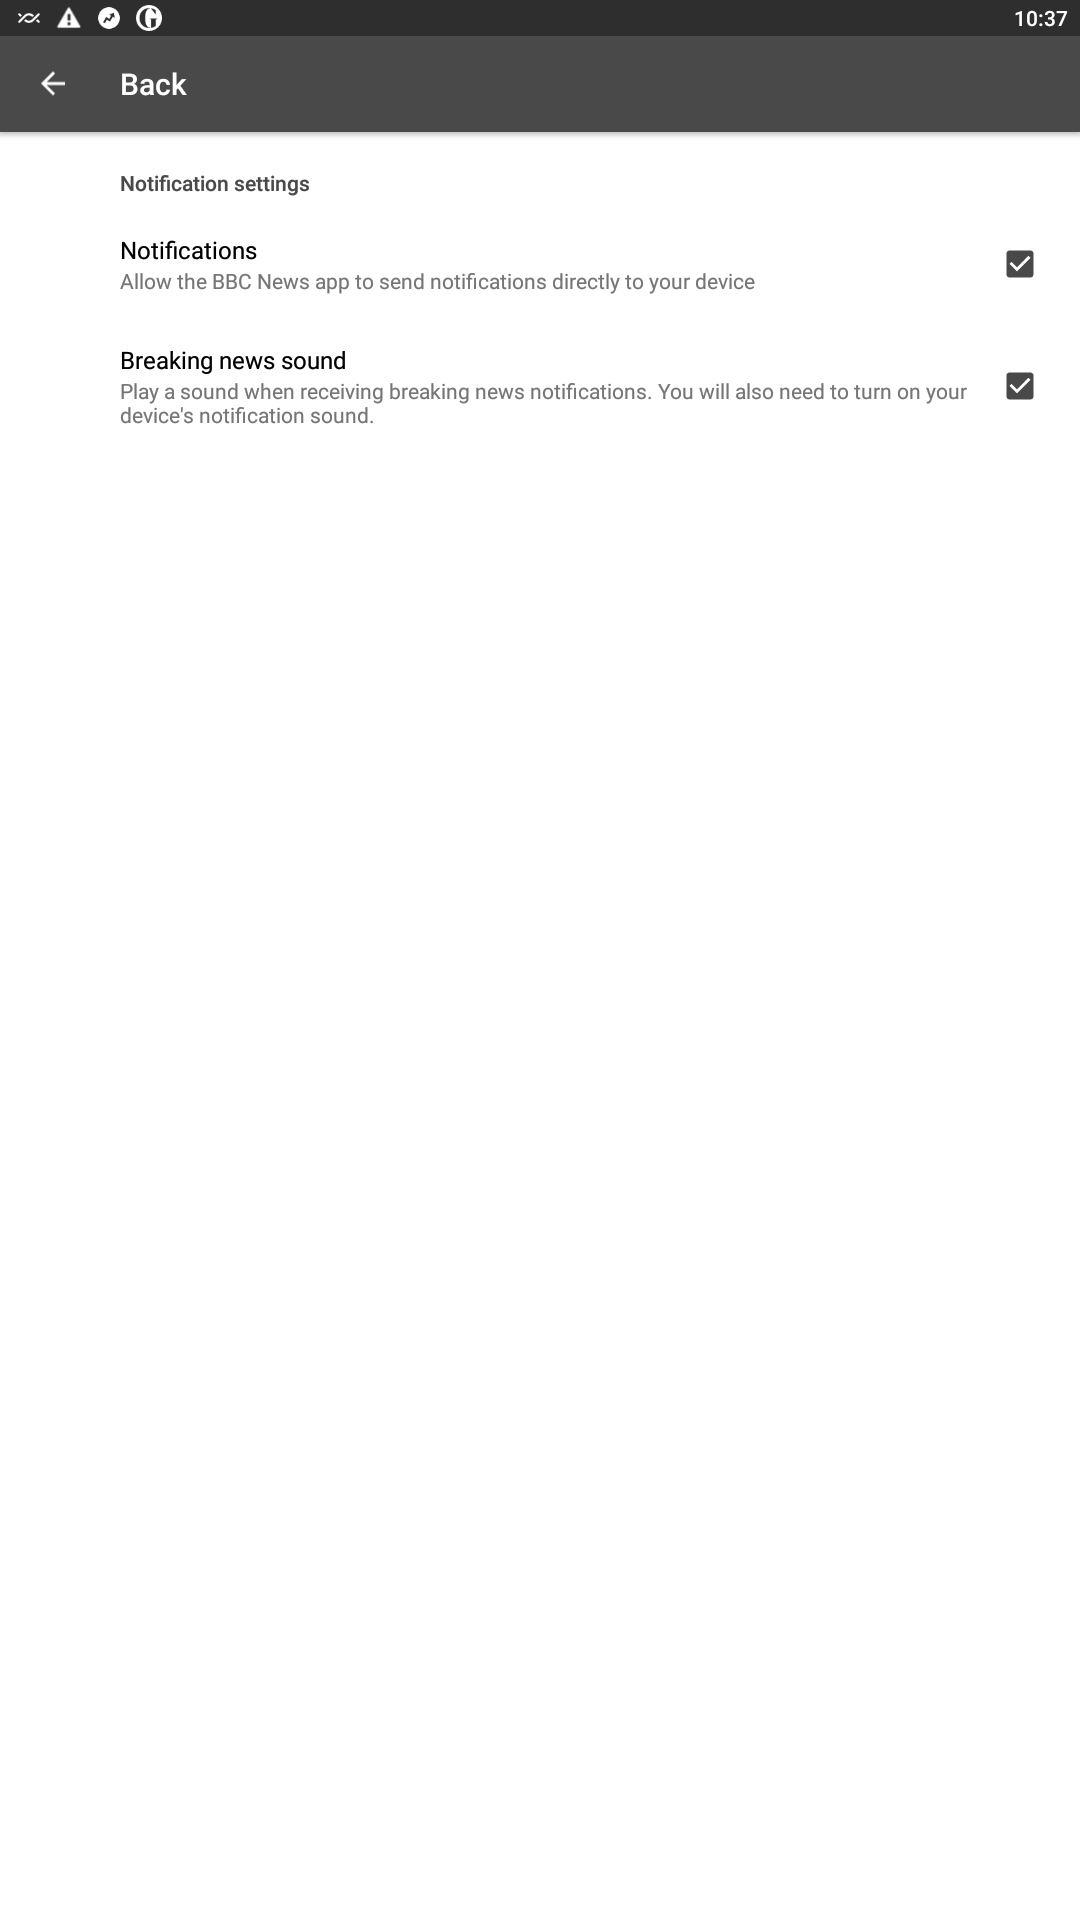 10:37
Back
Notification settings
Notifications
Allow the BBC News app to send notifications directly to your device
Breaking news sound
Play a sound when receiving breaking news notifications. You will also need to turn on your
device's notification sound.